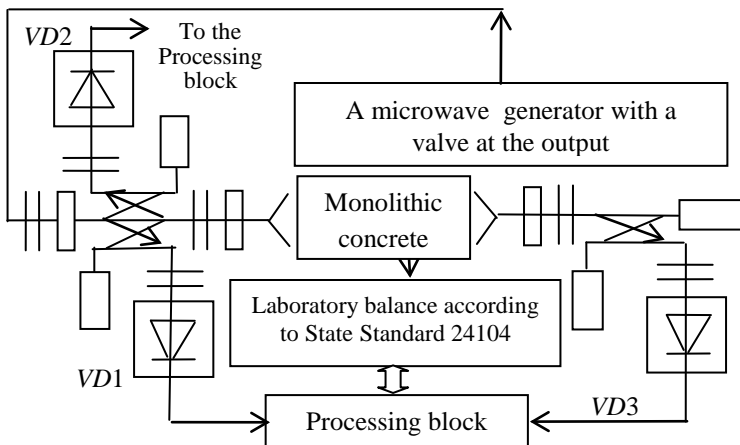 VD2
To the
Processing
block
A microwave generator with a
valve at the output
Monolithic
concrete
Laboratory balance according
to State Standard 24104
VD1
VD3
Processing block